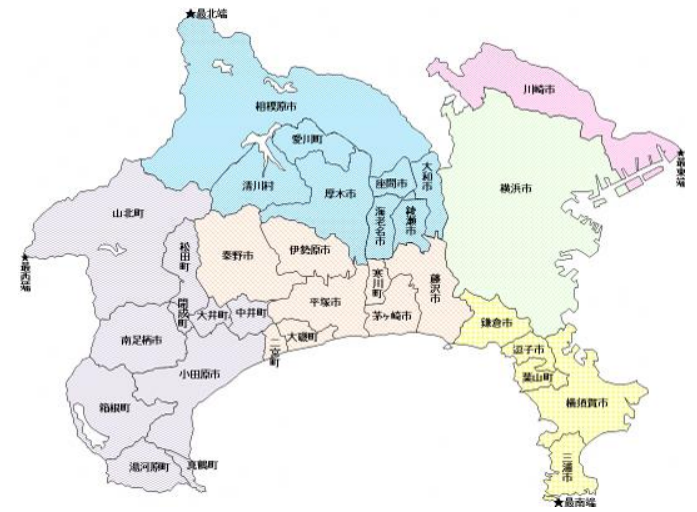 ★最北端
川崎市
相模原市
愛川町
★最東端
大和市
座間市
横浜市
清川村
厚木市
山北町
海老名市
綾瀬市
松田町
秦野市
伊勢原市
★最西端
寒川町
藤沢市
開成町
大井町
中井町
平塚市
茅ヶ崎市
鎌倉市
南足柄市
大磯町
二宮町
逗子市
小田原市
葉山町
箱根町
横須賀市
湯河原町
真鶴町
三浦市
★最南端